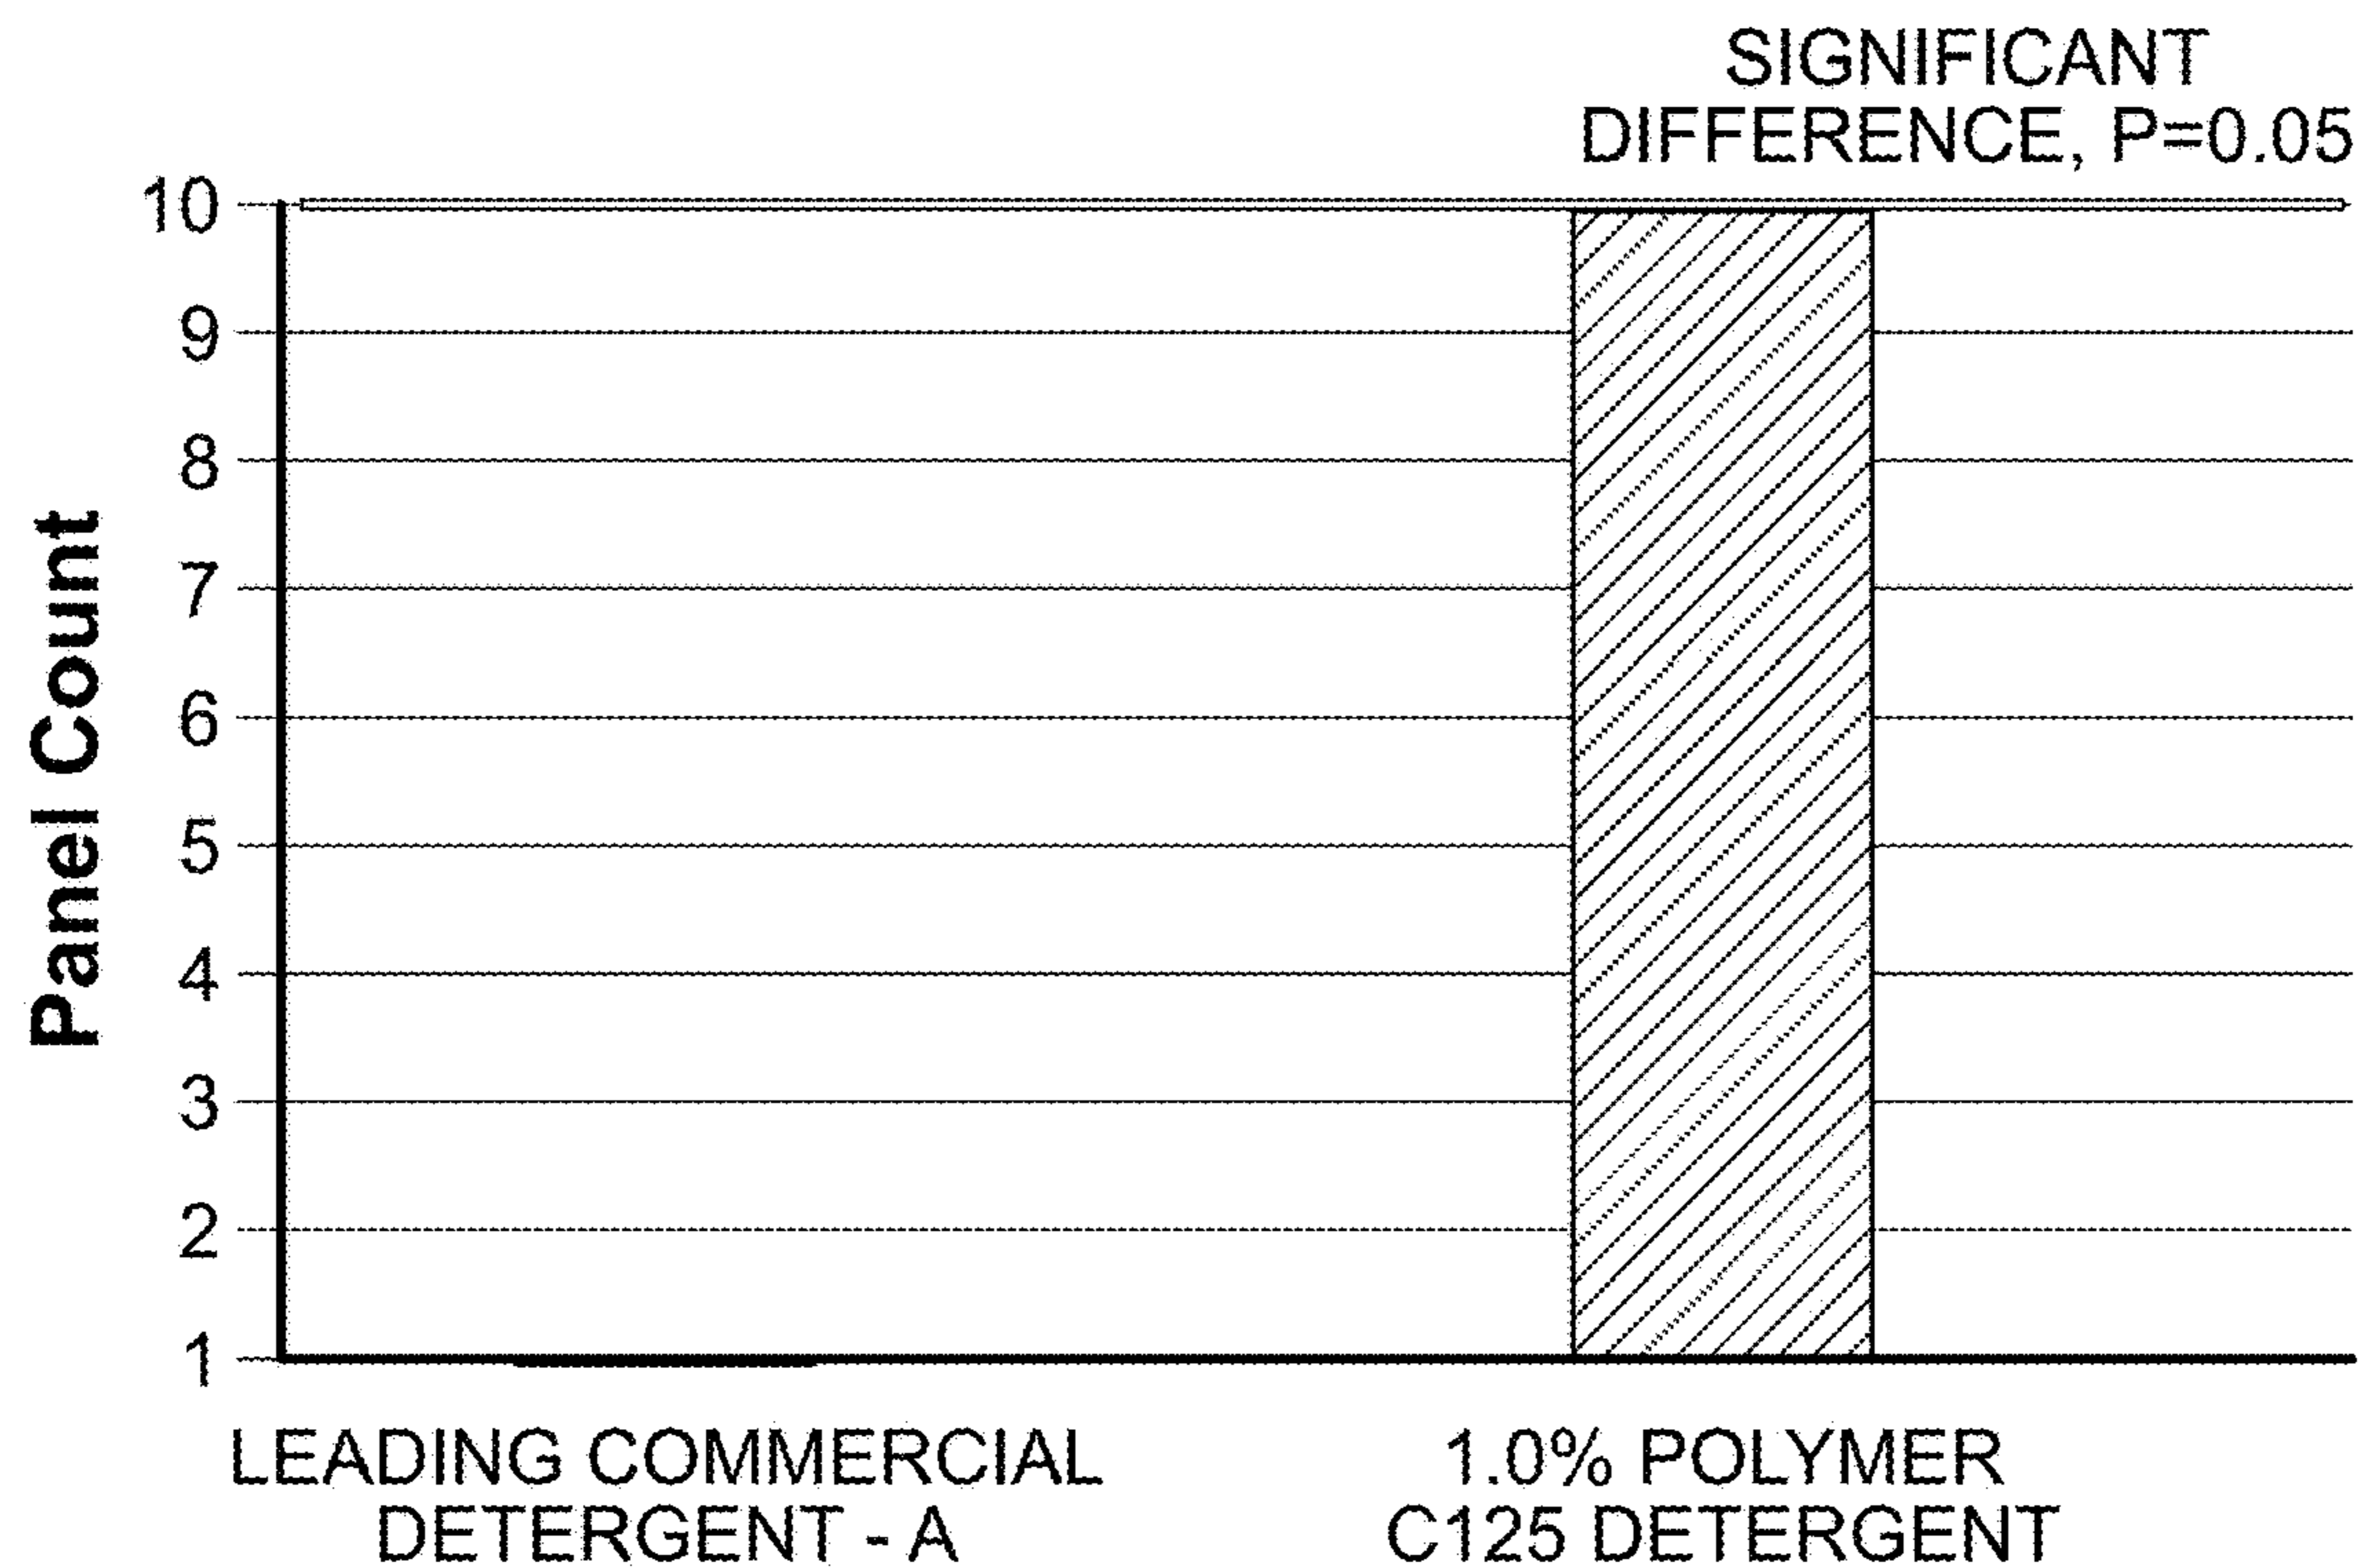 SIGNIFICANT
DIFFERENCE, P=0.05
10
9
8
7
6
5
4
3
2
1
Panel Count
LEADING COMMERCIAL
DETERGENT - A
1.0% POLYMER
C125 DETERGENT